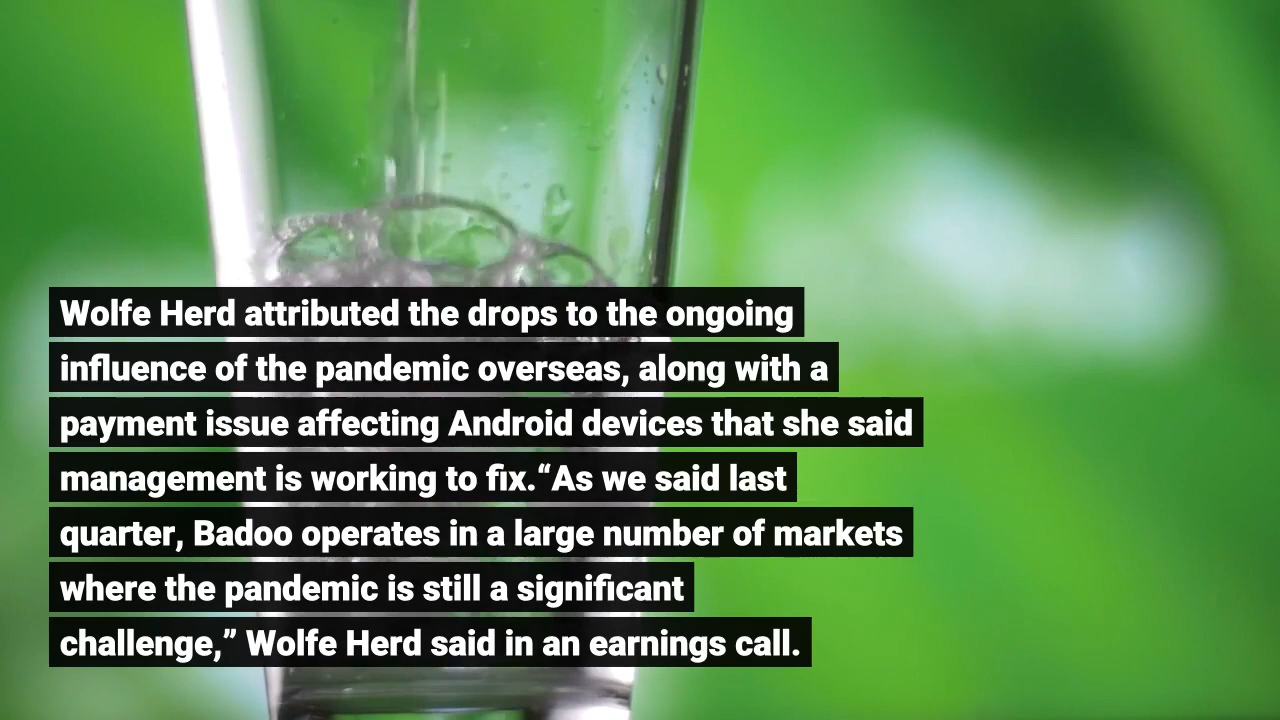 Wolfe Herd attributed the drops to the ongoing
influence of the pandemic overseas, along with a
payment issue affecting Android devices that she said
management is working to fix.“As we said last
quarter, Badoo operates in a large number of markets
where the pandemic is still a significant
challenge,” Wolfe Herd said in an earnings call.